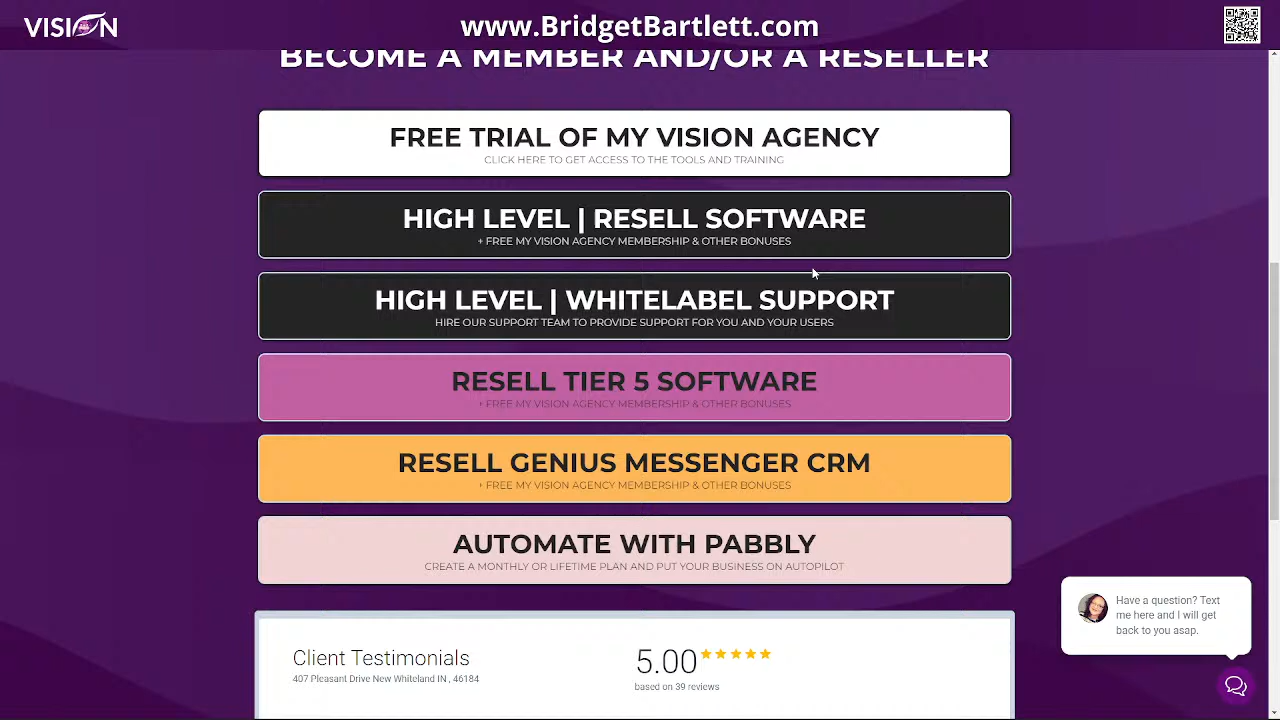 VISION
www.BridgetBartlett.com
BECOME A MEMBER AND/OR A RESELLER
FREE TRIAL OF MY VISION AGENCY
CLICK HERE TO GET ACCESS TO THE TOOLS AND TRAINING
HIGH LEVEL | RESELL SOFTWARE
+ FREE MY VISION AGENCY MEMBERSHIP & OTHER BONUSES
HIGH LEVEL | WHITELABEL SUPPORT
HIRE OUR SUPPORT TEAM TO PROVIDE SUPPORT FOR YOU AND YOUR USERS
RESELL TIER 5 SOFTWARE
+ FREE MY VISION AGENCY MEMBERSHIP & OTHER BONUSES
RESELL GENIUS MESSENGER CRM
+ FREE MY VISION AGENCY MEMBERSHIP & OTHER BONUSES
AUTOMATE WITH PABBLY
CREATE A MONTHLY OR LIFETIME PLAN AND PUT YOUR BUSINESS ON AUTOPILOT
Client Testimonials
407 Pleasant Drive New Whiteland IN , 46184
5.00
based on 39 reviews
Have a question? Text
me here and I will get
back to you asap.